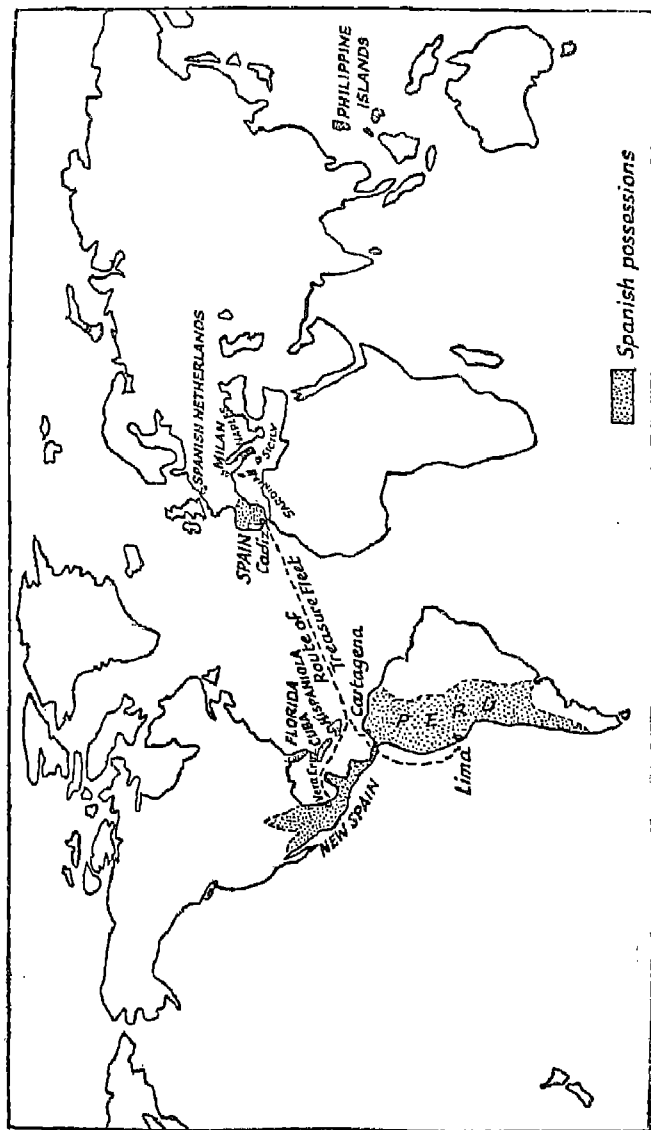 SPANISH NETHERLANDS
MILAN
NAPLES
SARDINIA
SICILY
SPAIN
Cadiz
PHILIPPINE
ISLANDS
FLORIDA
CUBA
HISPANIOLA
Route of
Treasure Fleet
Vera Cruz
Cartagena
NEW SPAIN
PERU
Lima
Spanish possessions